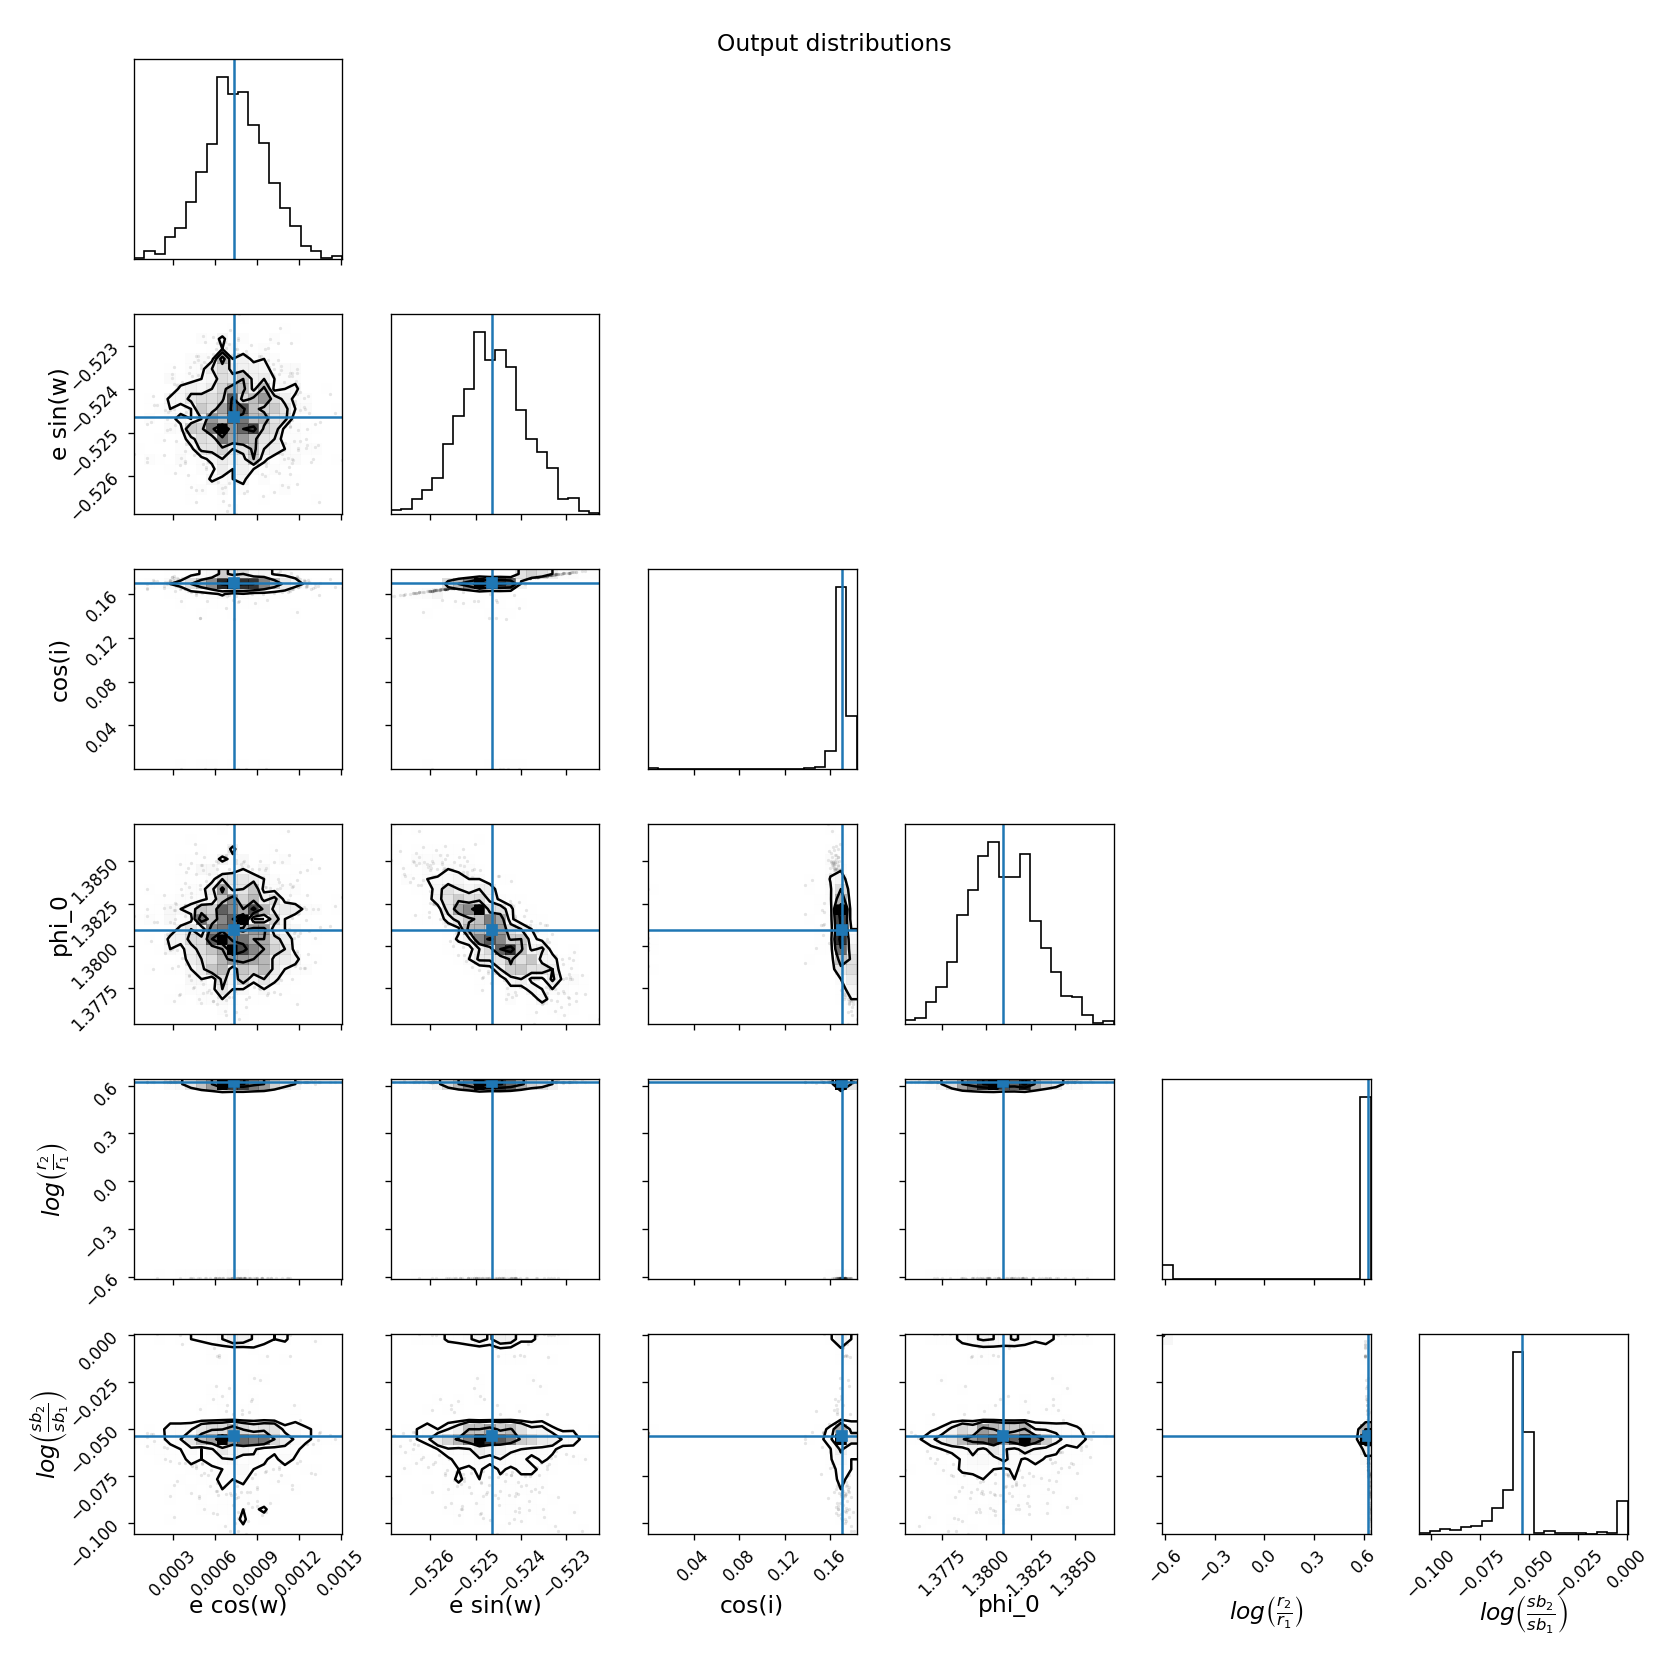 Output distributions
e sin(w)
−0.523
−0.524
−0.525
−0.526
cos(i)
0.16
0.12
0.08
0.04
phi_0
1.3850
1.3825
1.3800
1.3775
log(r₂/r₁)
0.6
0.3
0.0
−0.3
−0.6
log(sb₂/sb₁)
0.000
−0.025
−0.050
−0.075
−0.100
0.0003 0.0006 0.0009 0.0012 0.0015
e cos(w)
−0.526 −0.525 −0.524 −0.523
e sin(w)
0.04 0.08 0.12 0.16
cos(i)
1.3775 1.3800 1.3825 1.3850
phi_0
−0.6 −0.3 0.0 0.3 0.6
log(r₂/r₁)
−0.100 −0.075 −0.050 −0.025 0.000
log(sb₂/sb₁)